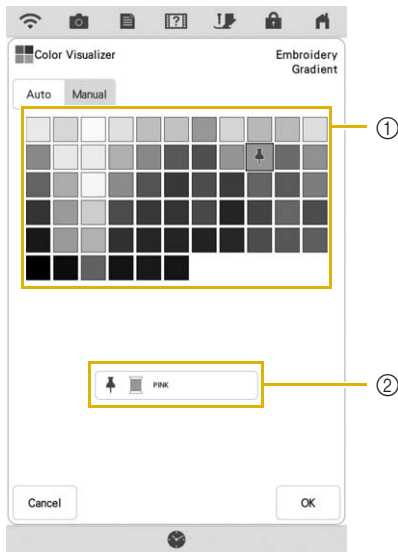 Color Visualizer
Embroidery
Gradient
Auto Manual
①
PINK
②
Cancel OK